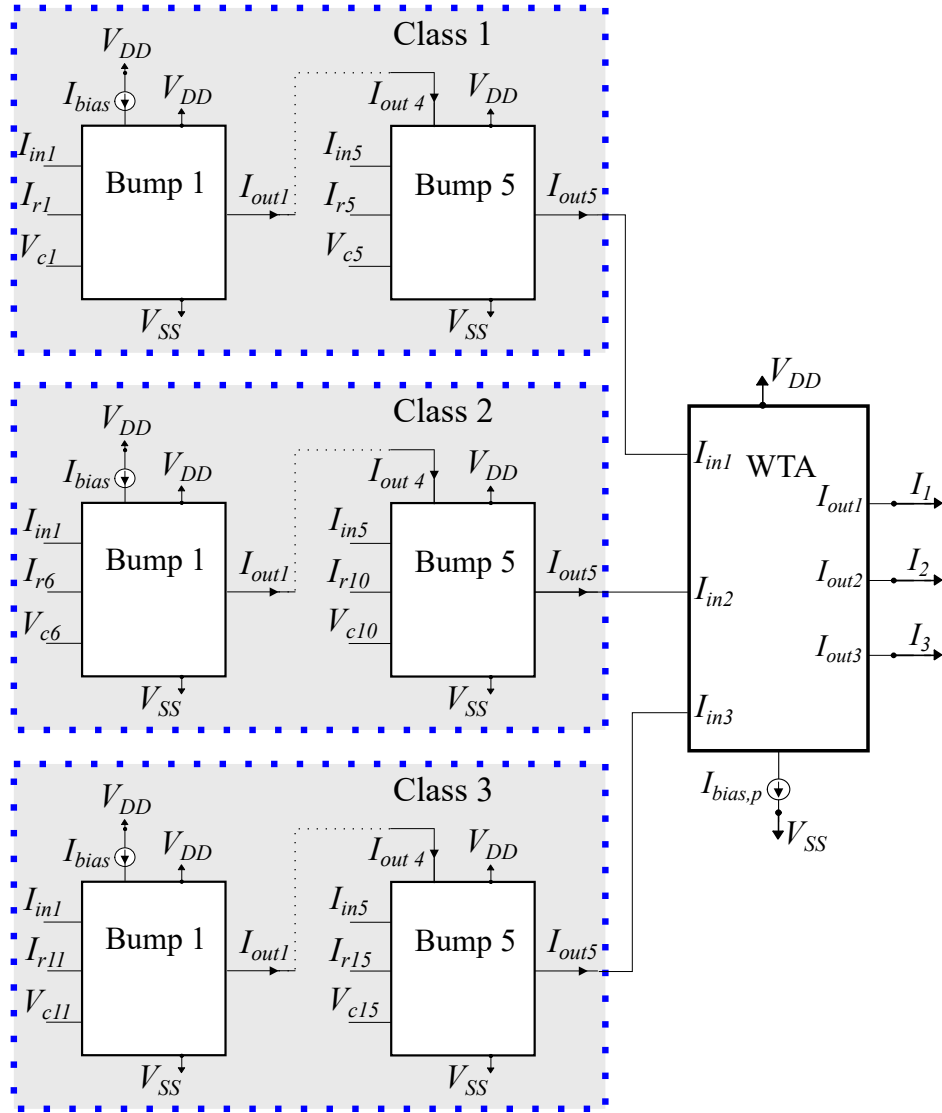 Class 1
V_DD
I_bias
V_DD
I_out 4
V_DD
I_in1
Bump 1
I_r1
V_c1
I_out1
V_SS
I_in5
Bump 5
I_r5
V_c5
I_out5
V_SS
Class 2
V_DD
I_bias
V_DD
I_out 4
V_DD
I_in1
Bump 1
I_r6
V_c6
I_out1
V_SS
I_in5
Bump 5
I_r10
V_c10
I_out5
V_SS
Class 3
V_DD
I_bias
V_DD
I_out 4
V_DD
I_in1
Bump 1
I_r11
V_c11
I_out1
V_SS
I_in5
Bump 5
I_r15
V_c15
I_out5
V_SS
V_DD
WTA
I_in1
I_in2
I_in3
I_out1
I_1
I_out2
I_2
I_out3
I_3
I_bias,p
V_SS